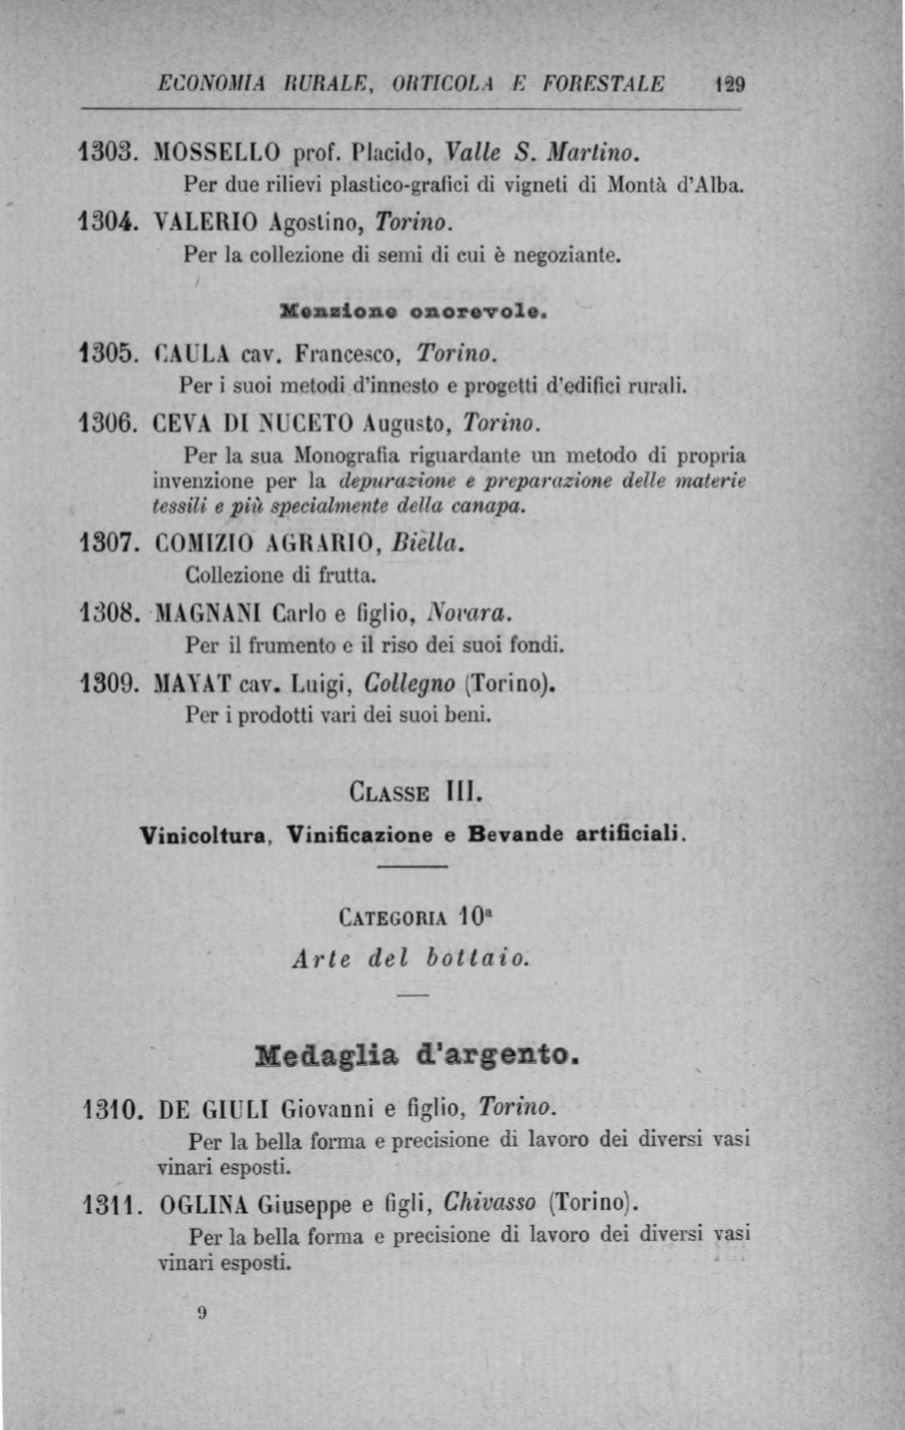 ECONOMIA RURALE, ORTICOLA E FORESTALE 129
1303. MOSSELLO prof. Placido, Valle S. Martino.
Per due rilievi plastico-grafici di vigneti di Montà d'Alba.
1304. VALERIO Agostino, Torino.
Per la collezione di semi di cui è negoziante.
Menzione onorevole.
1305. CAULA cav. Francesco, Torino.
Per i suoi metodi d'innesto e progetti d'edifici rurali.
1306. CEVA DI NUCETO Augusto, Torino.
Per la sua Monografia riguardante un metodo di propria
invenzione per la depurazione e preparazione delle materie
tessili e più specialmente della canapa.
1307. COMIZIO AGRARIO, Biella.
Collezione di frutta.
1308. MAGNANI Carlo e figlio, Novara.
Per il frumento e il riso dei suoi fondi.
1309. MAYAT cav. Luigi, Collegno (Torino).
Per i prodotti vari dei suoi beni.
CLASSE III.
Vinicoltura, Vinificazione e Bevande artificiali.
CATEGORIA 10ª
Arte del bottaio.
Medaglia d'argento.
1310. DE GIULI Giovanni e figlio, Torino.
Per la bella forma e precisione di lavoro dei diversi vasi
vinari esposti.
1311. OGLINA Giuseppe e figli, Chivasso (Torino).
Per la bella forma e precisione di lavoro dei diversi vasi
vinari esposti.
9